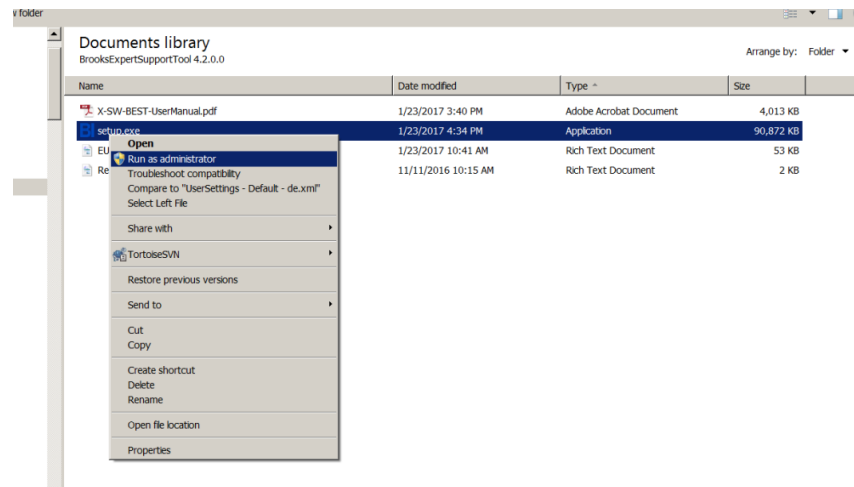 folder
Documents library
BrooksExpertSupportTool 4.2.0.0
Arrange by: Folder
Name Date modified Type Size
X-SW-BEST-UserManual.pdf 1/23/2017 3:40 PM Adobe Acrobat Document 4,013 KB
BI setup.exe 1/23/2017 4:34 PM Application 90,872 KB
EU 1/23/2017 10:41 AM Rich Text Document 53 KB
Re 11/11/2016 10:15 AM Rich Text Document 2 KB
Open
Run as administrator
Troubleshoot compatibility
Compare to "UserSettings - Default - de.xml"
Select Left File
Share with
TortoiseSVN
Restore previous versions
Send to
Cut
Copy
Create shortcut
Delete
Rename
Open file location
Properties